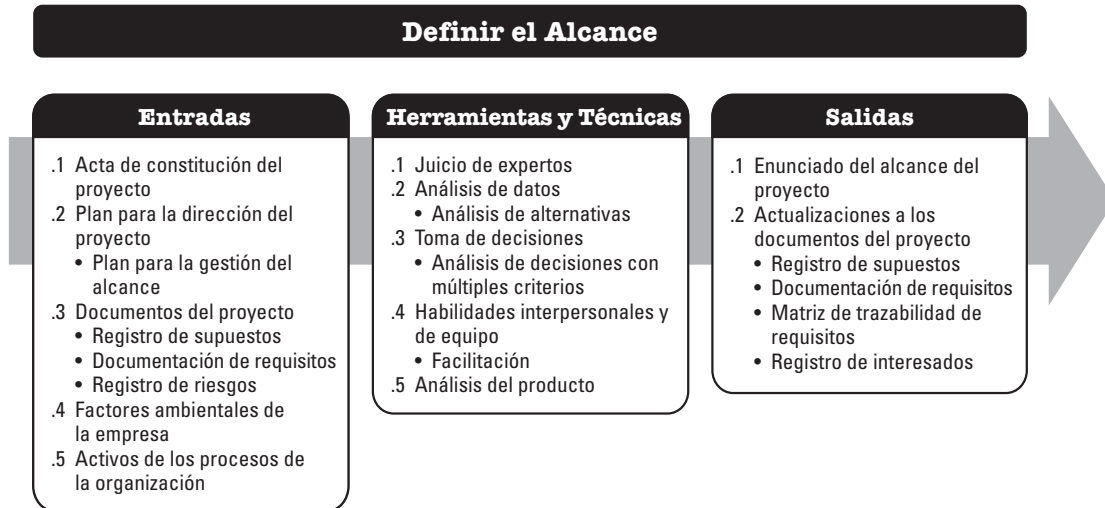 Definir el Alcance
Entradas
.1 Acta de constitución del
proyecto
.2 Plan para la dirección del
proyecto
• Plan para la gestión del
alcance
.3 Documentos del proyecto
• Registro de supuestos
• Documentación de requisitos
• Registro de riesgos
.4 Factores ambientales de
la empresa
.5 Activos de los procesos de
la organización
Herramientas y Técnicas
.1 Juicio de expertos
.2 Análisis de datos
• Análisis de alternativas
.3 Toma de decisiones
• Análisis de decisiones con
múltiples criterios
.4 Habilidades interpersonales y
de equipo
• Facilitación
.5 Análisis del producto
Salidas
.1 Enunciado del alcance del
proyecto
.2 Actualizaciones a los
documentos del proyecto
• Registro de supuestos
• Documentación de requisitos
• Matriz de trazabilidad de
requisitos
• Registro de interesados